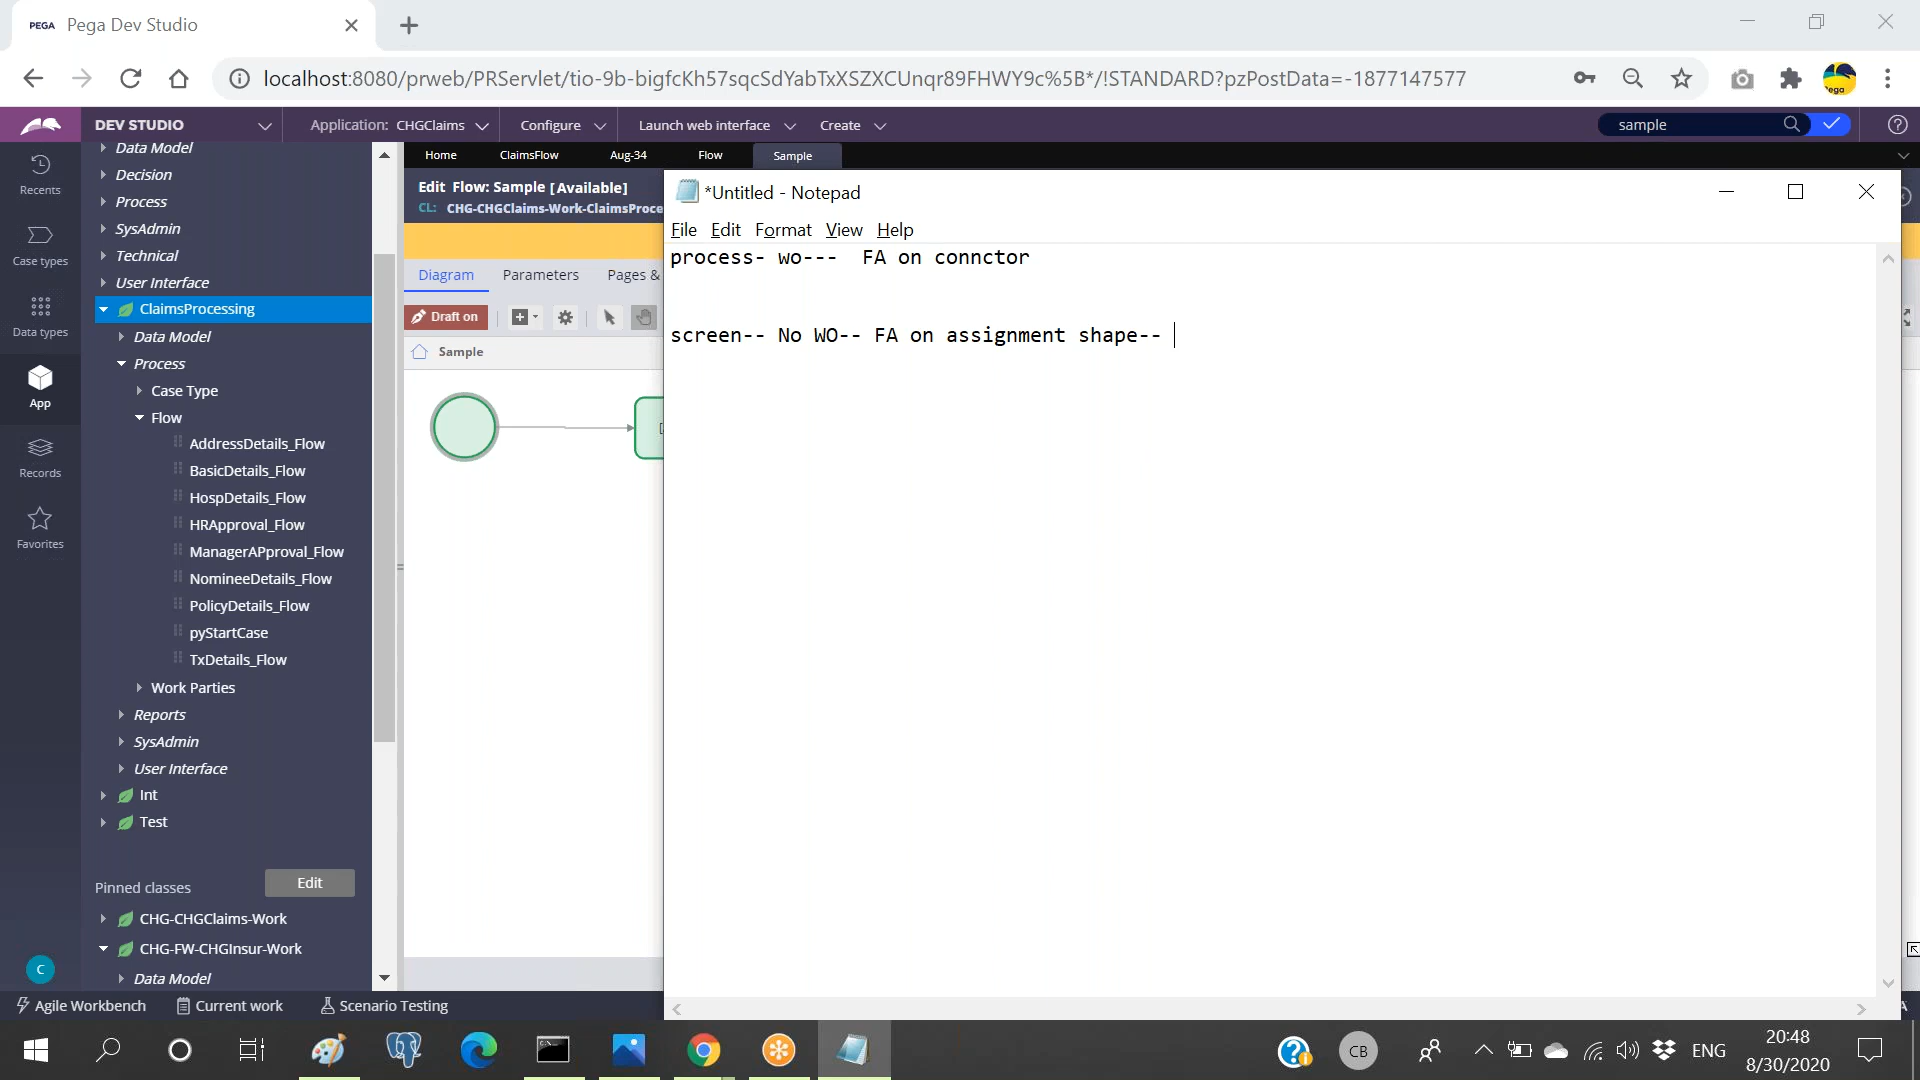 PEGA Pega Dev Studio
localhost:8080/prweb/PRServlet/tio-9b-bigfcKh57sqcSdYabTxXSZXCUnqr89FHWY9c%5B*/!STANDARD?pzPostData=-1877147577
DEV STUDIO
Application: CHGClaims
Configure
Launch web interface
Create
sample
Recents
Case types
Data types
App
Records
Favorites
C
Data Model
Decision
Process
SysAdmin
Technical
User Interface
ClaimsProcessing
Data Model
Process
Case Type
Flow
AddressDetails_Flow
BasicDetails_Flow
HospDetails_Flow
HRApproval_Flow
ManagerAPproval_Flow
NomineeDetails_Flow
PolicyDetails_Flow
pyStartCase
TxDetails_Flow
Work Parties
Reports
SysAdmin
User Interface
Int
Test
Pinned classes
Edit
CHG-CHGClaims-Work
CHG-FW-CHGInsur-Work
Data Model
Home ClaimsFlow Aug-34 Flow Sample
Edit Flow: Sample [Available]
CL: CHG-CHGClaims-Work-ClaimsProce
Diagram Parameters Pages &
Draft on
Sample
*Untitled - Notepad
File Edit Format View Help
process- wo--- FA on connctor
screen-- No WO-- FA on assignment shape--
Agile Workbench Current work Scenario Testing
CB
ENG
20:48
8/30/2020